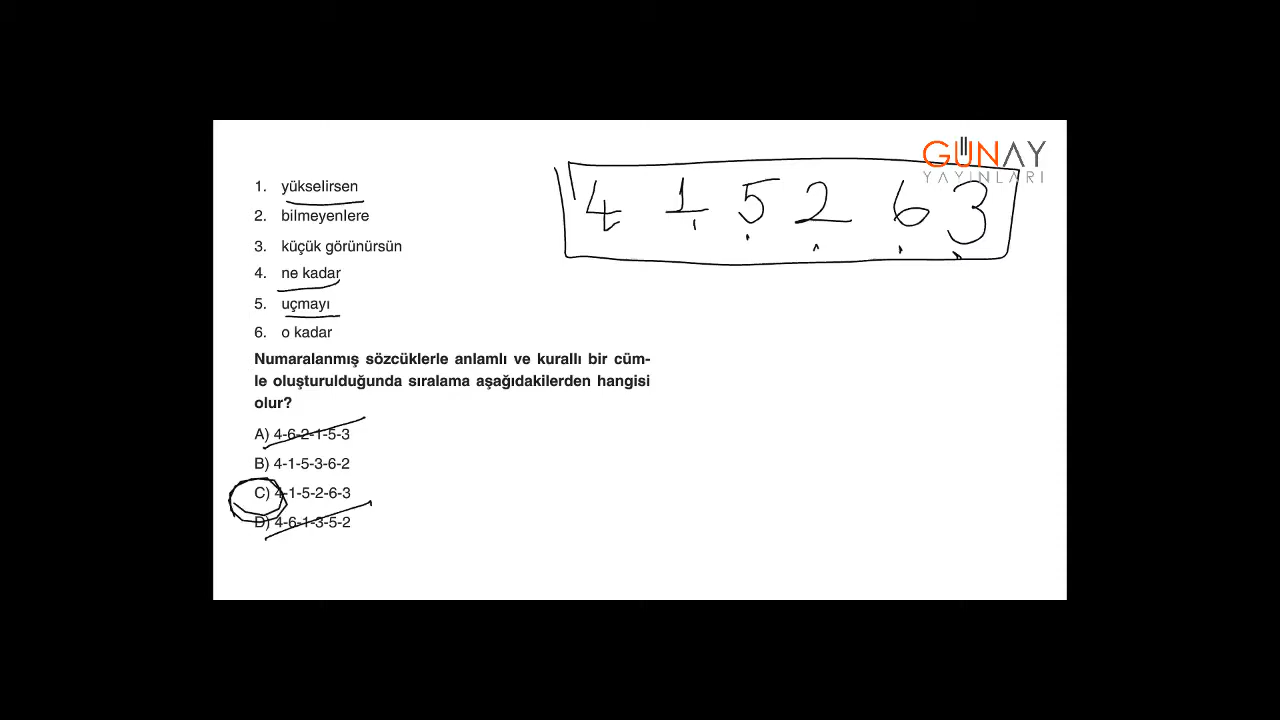 GÜNAY
YAYINLARI
4 1 5 2 6 3
1. yükselirsen
2. bilmeyenlere
3. küçük görünürsün
4. ne kadar
5. uçmayı
6. o kadar
Numaralanmış sözcüklerle anlamlı ve kurallı bir cüm-
le oluşturulduğunda sıralama aşağıdakilerden hangisi
olur?
A) 4-6-2-1-5-3
B) 4-1-5-3-6-2
C) 4-1-5-2-6-3
D) 4-6-1-3-5-2